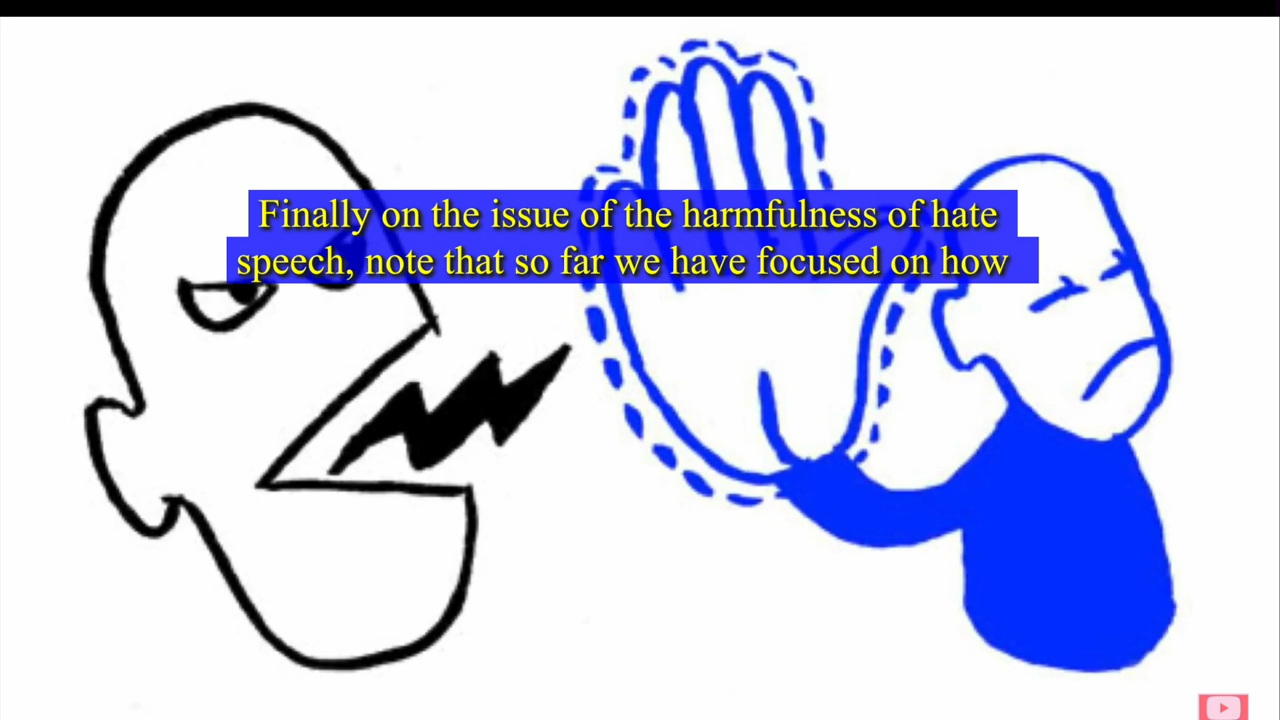 Finally on the issue of the harmfulness of hate
speech, note that so far we have focused on how